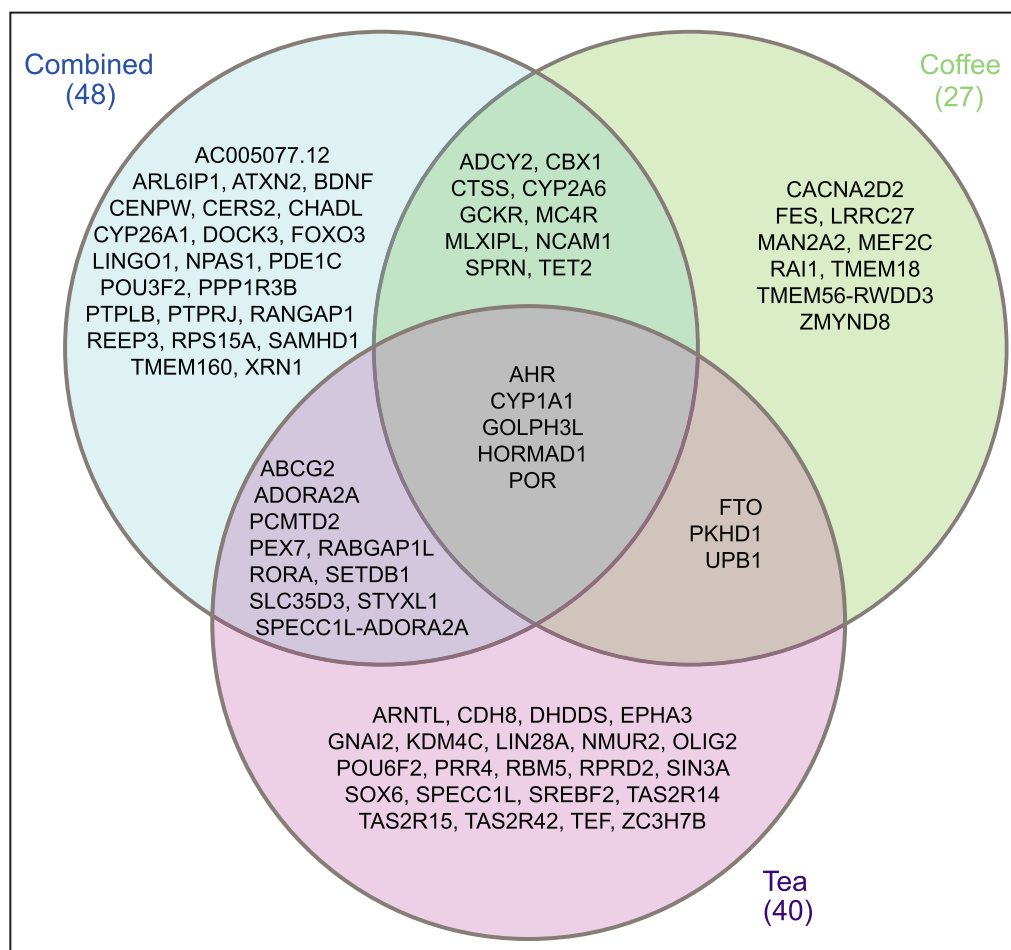 Combined
(48)
Coffee
(27)
AC005077.12
ARL6IP1, ATXN2, BDNF
CENPW, CERS2, CHADL
CYP26A1, DOCK3, FOXO3
LINGO1, NPAS1, PDE1C
POU3F2, PPP1R3B
PTPLB, PTPRJ, RANGAP1
REEP3, RPS15A, SAMHD1
TMEM160, XRN1
ADCY2, CBX1
CTSS, CYP2A6
GCKR, MC4R
MLXIPL, NCAM1
SPRN, TET2
CACNA2D2
FES, LRRC27
MAN2A2, MEF2C
RAI1, TMEM18
TMEM56-RWDD3
ZMYND8
AHR
CYP1A1
GOLPH3L
HORMAD1
POR
ABCG2
ADORA2A
PCMTD2
PEX7, RABGAP1L
RORA, SETDB1
SLC35D3, STYXL1
SPECC1L-ADORA2A
FTO
PKHD1
UPB1
ARNTL, CDH8, DHDDS, EPHA3
GNAI2, KDM4C, LIN28A, NMUR2, OLIG2
POU6F2, PRR4, RBM5, RPRD2, SIN3A
SOX6, SPECC1L, SREBF2, TAS2R14
TAS2R15, TAS2R42, TEF, ZC3H7B
Tea
(40)